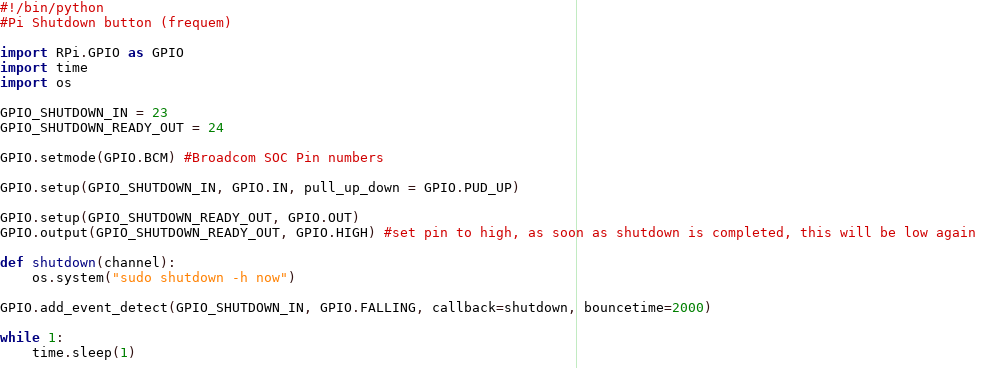 #!/bin/python
#Pi Shutdown button (frequem)
import RPi.GPIO as GPIO
import time
import os
GPIO_SHUTDOWN_IN = 23
GPIO_SHUTDOWN_READY_OUT = 24
GPIO.setmode(GPIO.BCM) #Broadcom SOC Pin numbers
GPIO.setup(GPIO_SHUTDOWN_IN, GPIO.IN, pull_up_down = GPIO.PUD_UP)
GPIO.setup(GPIO_SHUTDOWN_READY_OUT, GPIO.OUT)
GPIO.output(GPIO_SHUTDOWN_READY_OUT, GPIO.HIGH) #set pin to high, as soon as shutdown is completed, this will be low again
def shutdown(channel):
    os.system("sudo shutdown -h now")
GPIO.add_event_detect(GPIO_SHUTDOWN_IN, GPIO.FALLING, callback=shutdown, bouncetime=2000)
while 1:
    time.sleep(1)